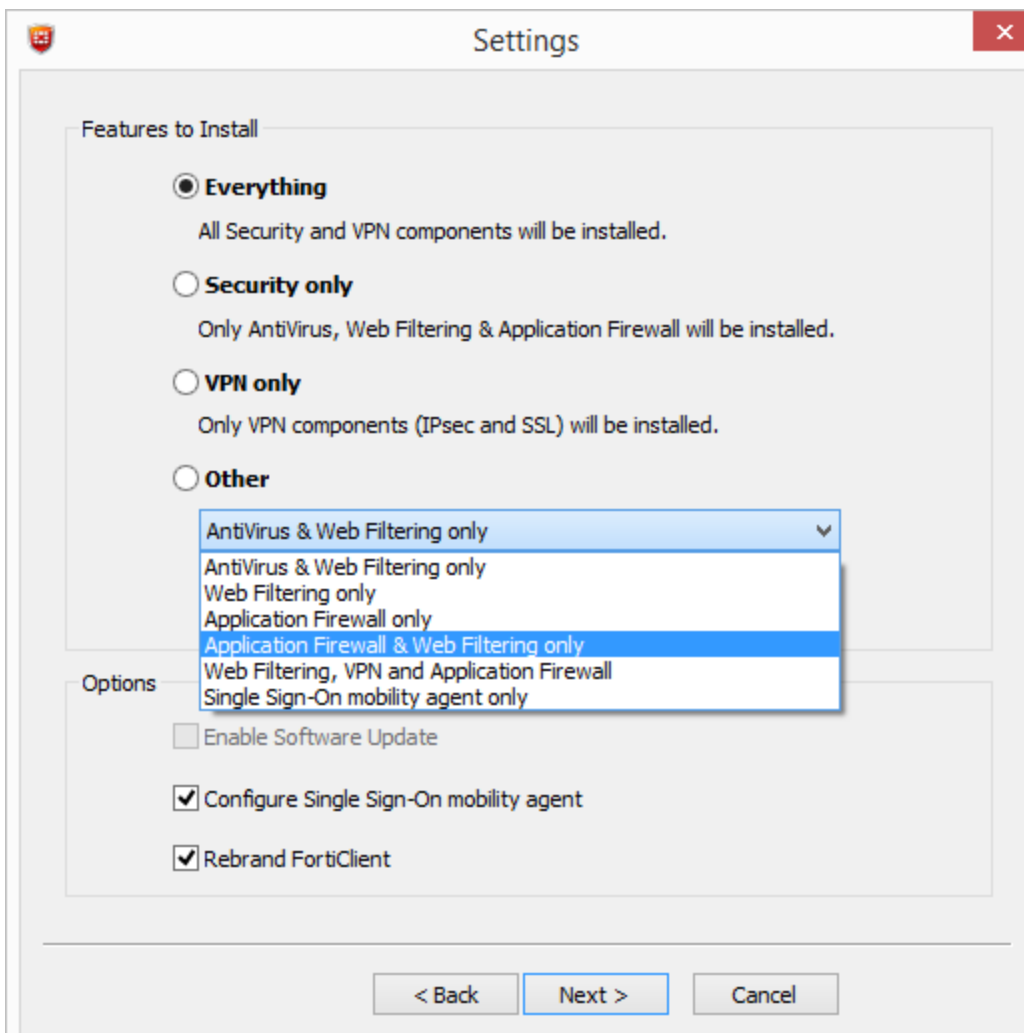 Settings
Features to Install
Everything
All Security and VPN components will be installed.
Security only
Only AntiVirus, Web Filtering & Application Firewall will be installed.
VPN only
Only VPN components (IPsec and SSL) will be installed.
Other
AntiVirus & Web Filtering only
AntiVirus & Web Filtering only
Web Filtering only
Application Firewall only
Application Firewall & Web Filtering only
Web Filtering, VPN and Application Firewall
Single Sign-On mobility agent only
Options
Enable Software Update
Configure Single Sign-On mobility agent
Rebrand FortiClient
< Back Next > Cancel